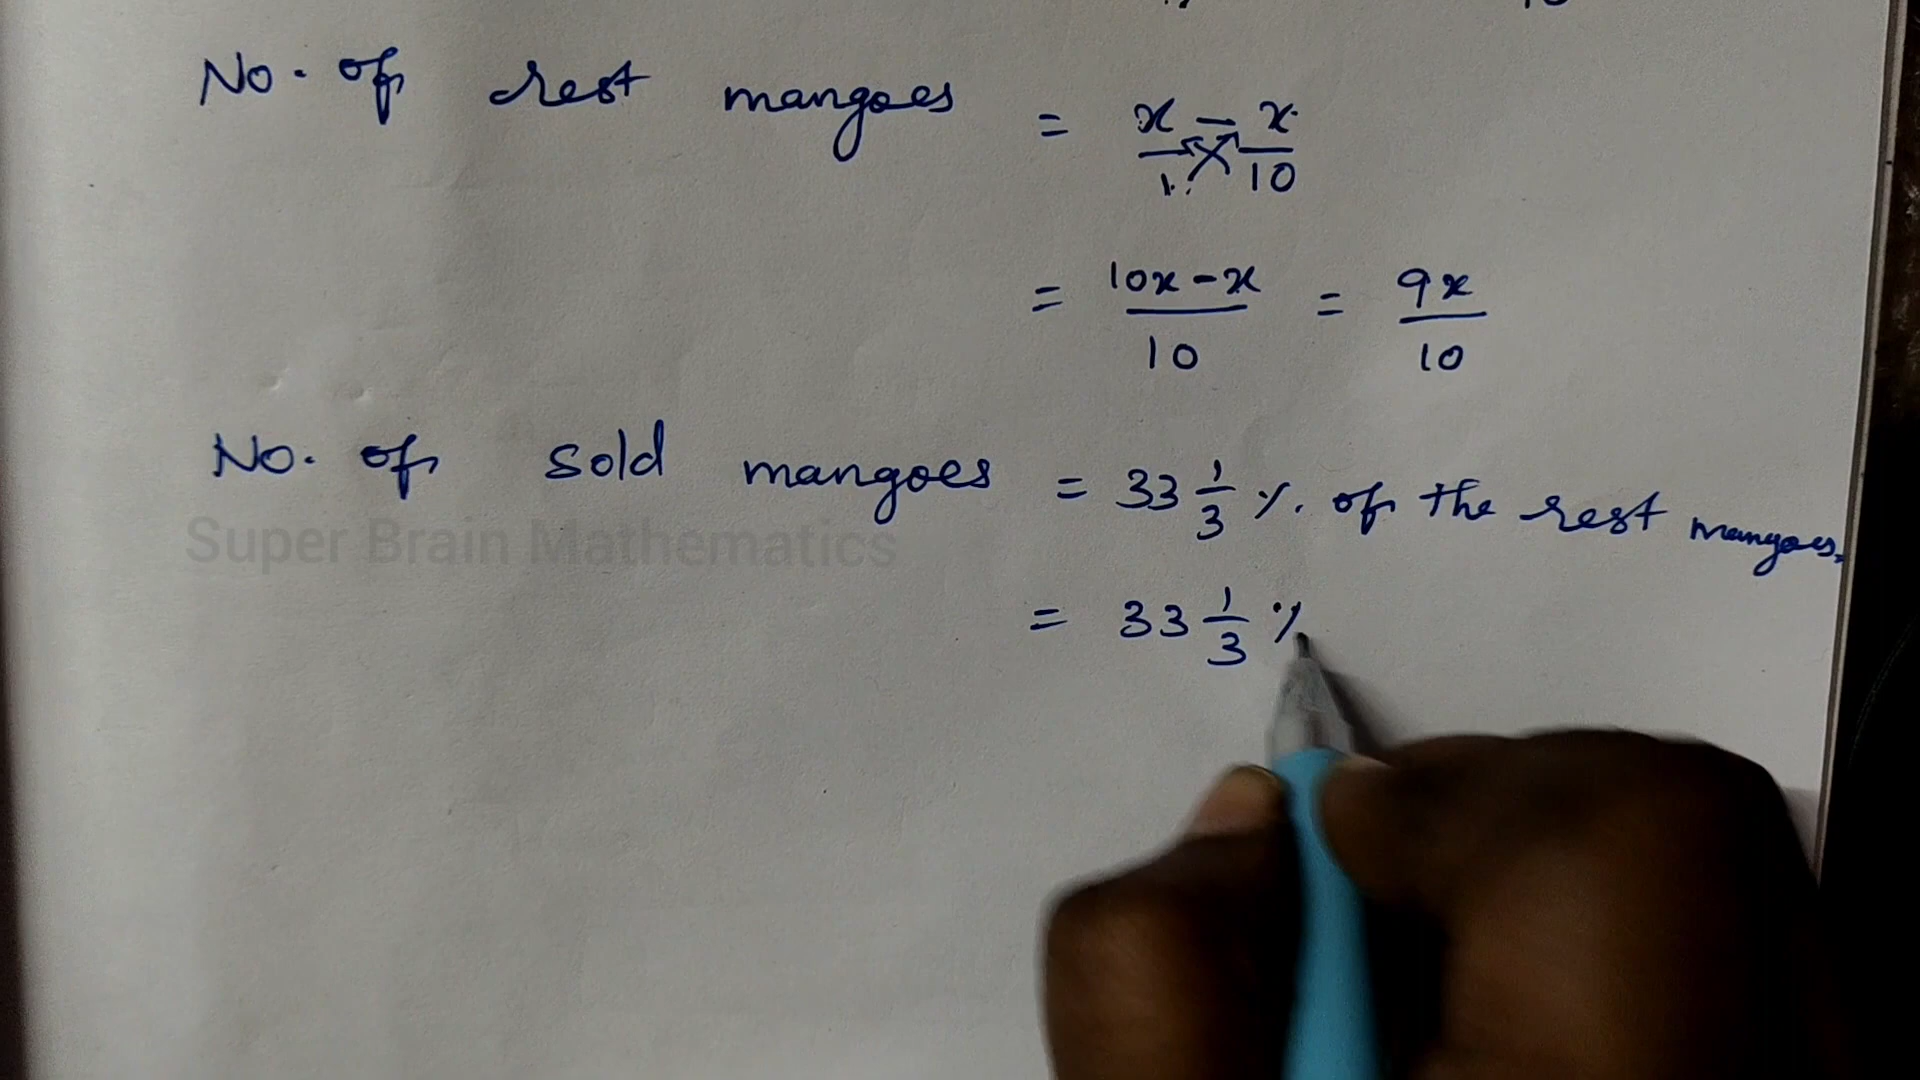 No. of rest mangoes = x/1 - x/10
= 10x-x/10 = 9x/10
No. of sold mangoes = 33 1/3 %. of the rest mangoes.
Super Brain Mathematics
= 33 1/3 %